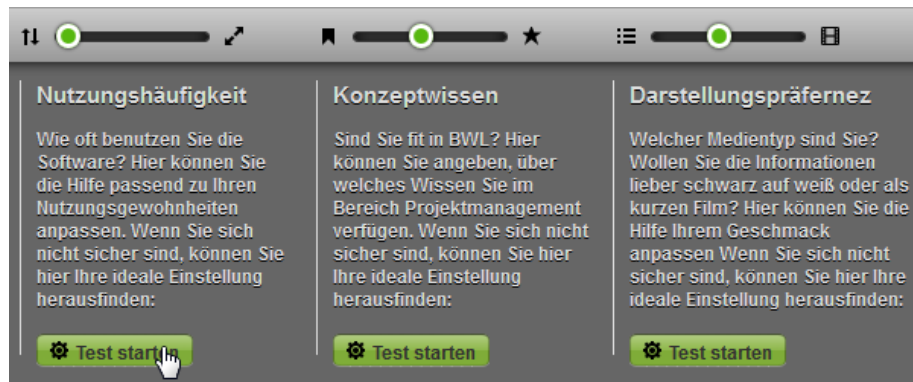 Nutzungshäufigkeit
Wie oft benutzen Sie die
Software? Hier können Sie
die Hilfe passend zu Ihren
Nutzungsgewohnheiten
anpassen. Wenn Sie sich
nicht sicher sind, können Sie
hier Ihre ideale Einstellung
herausfinden:
Test starten
Konzeptwissen
Sind Sie fit in BWL? Hier
können Sie angeben, über
welches Wissen Sie im
Bereich Projektmanagement
verfügen. Wenn Sie sich nicht
sicher sind, können Sie hier
Ihre ideale Einstellung
herausfinden:
Test starten
Darstellungspräfernez
Welcher Medientyp sind Sie?
Wollen Sie die Informationen
lieber schwarz auf weiß oder als
kurzen Film? Hier können Sie die
Hilfe Ihrem Geschmack
anpassen Wenn Sie sich nicht
sicher sind, können Sie hier Ihre
ideale Einstellung herausfinden:
Test starten